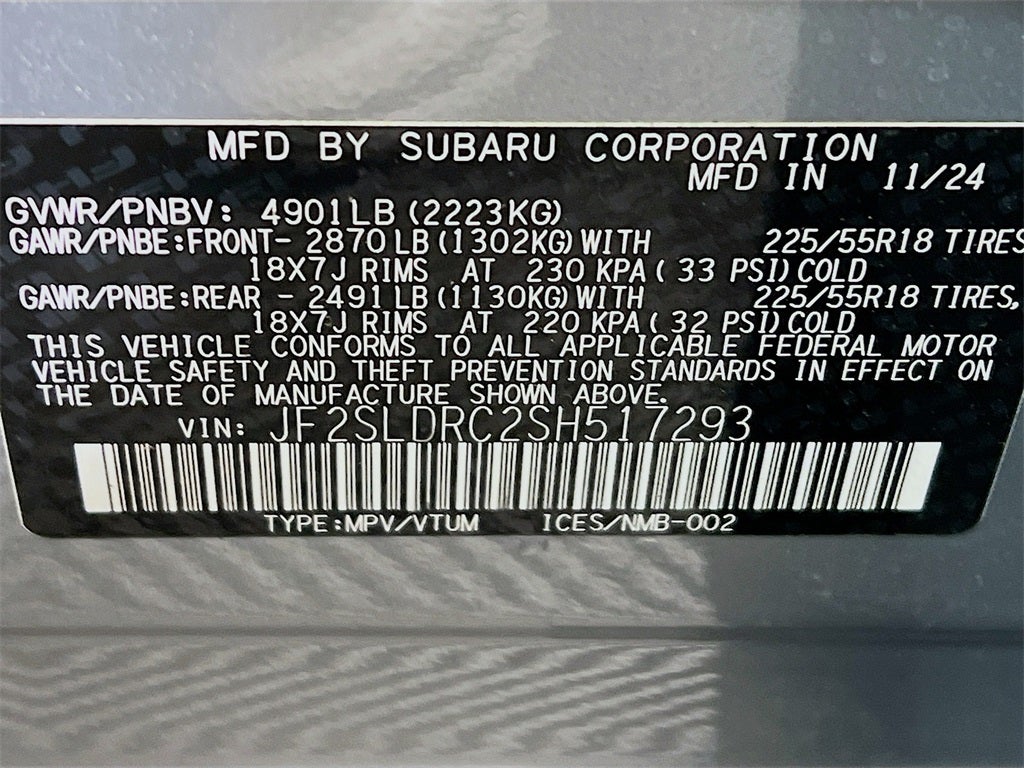 MFD BY SUBARU CORPORATION
MFD IN 11/24
GVWR/PNBV: 4901LB (2223KG)
GAWR/PNBE:FRONT- 2870LB(1302KG)WITH 225/55R18 TIRES
18X7J RIMS AT 230 KPA( 33 PSI)COLD
GAWR/PNBE:REAR - 2491LB(1130KG)WITH 225/55R18 TIRES,
18X7J RIMS AT 220 KPA( 32 PSI)COLD
THIS VEHICLE CONFORMS TO ALL APPLICABLE FEDERAL MOTOR
VEHICLE SAFETY AND THEFT PREVENTION STANDARDS IN EFFECT ON
THE DATE OF MANUFACTURE SHOWN ABOVE.
VIN: JF2SLDRC2SH517293
TYPE:MPV/VTUM ICES/NMB-002